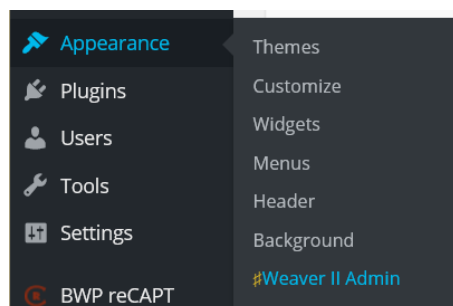 Appearance
Plugins
Users
Tools
Settings
BWP reCAPT
Themes
Customize
Widgets
Menus
Header
Background
♯Weaver II Admin